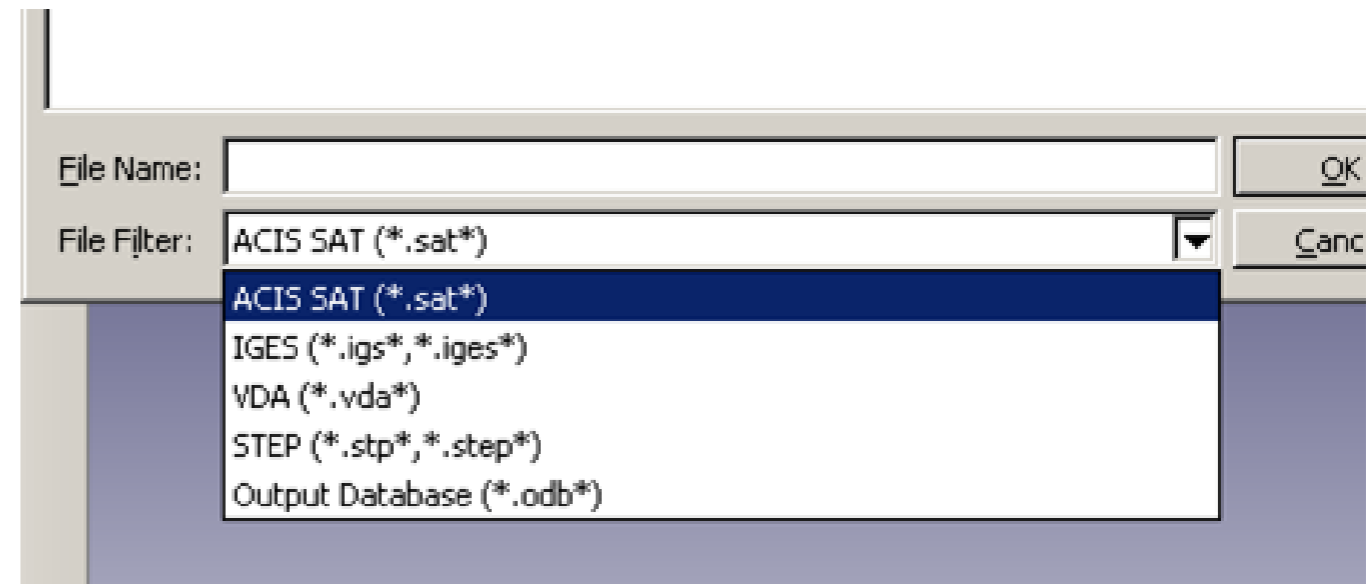 File Name:
OK
File Filter: ACIS SAT (*.sat*)
Canc
ACIS SAT (*.sat*)
IGES (*.igs*,*.iges*)
VDA (*.vda*)
STEP (*.stp*,*.step*)
Output Database (*.odb*)